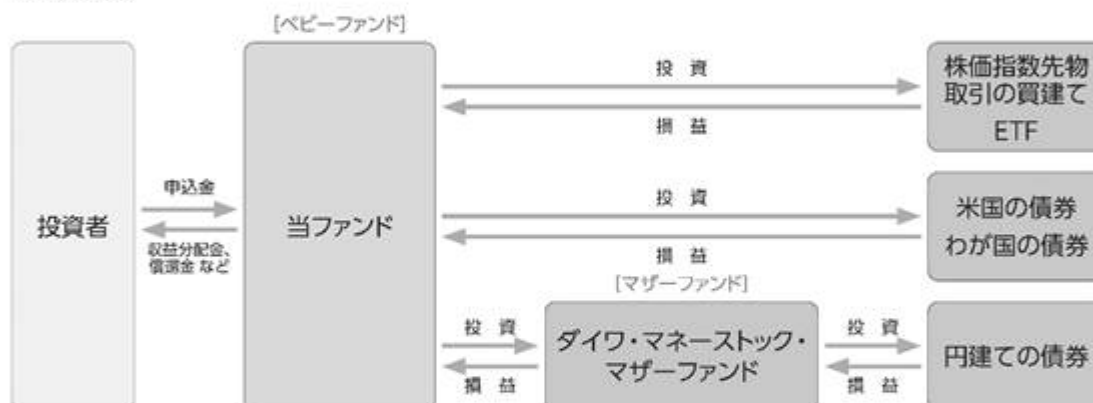 [ベビーファンド]
投資者
申込金
収益分配金、
償還金 など
当ファンド
投 資
損 益
株価指数先物
取引の買建て
ETF
投 資
損 益
米国の債券
わが国の債券
[マザーファンド]
投 資
損 益
ダイワ・マネーストック・
マザーファンド
投 資
損 益
円建ての債券